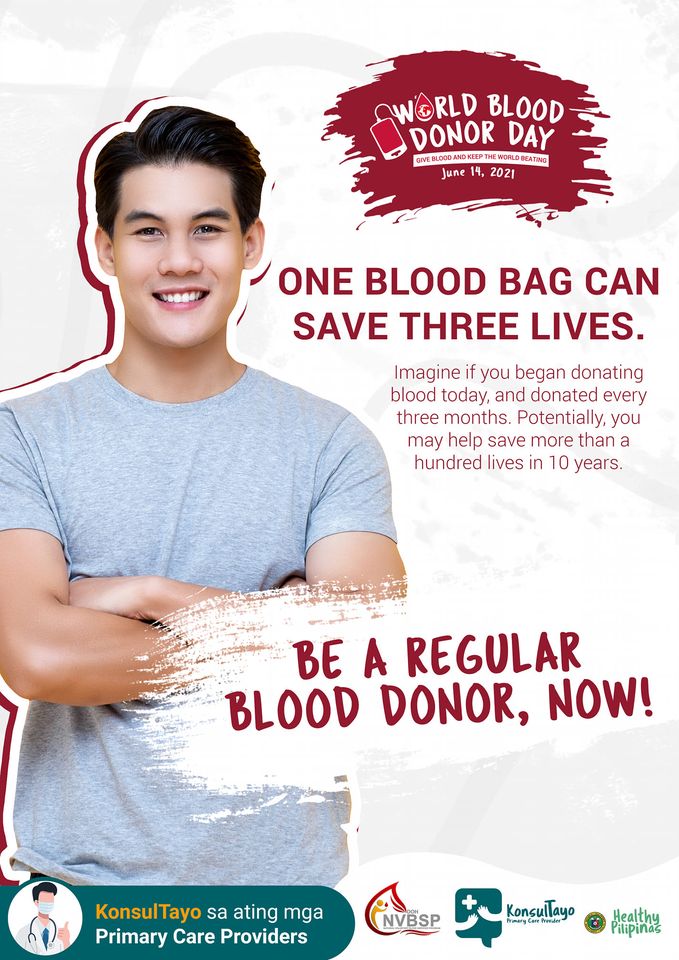 WORLD BLOOD
DONOR DAY
GIVE BLOOD AND KEEP THE WORLD BEATING
June 14, 2021
ONE BLOOD BAG CAN
SAVE THREE LIVES.
Imagine if you began donating
blood today, and donated every
three months. Potentially, you
may help save more than a
hundred lives in 10 years.
BE A REGULAR
BLOOD DONOR, NOW!
KonsulTayo sa ating mga
Primary Care Providers
DOH
NVBSP
KonsulTayo
Primary Care Provider
Healthy
Pilipinas